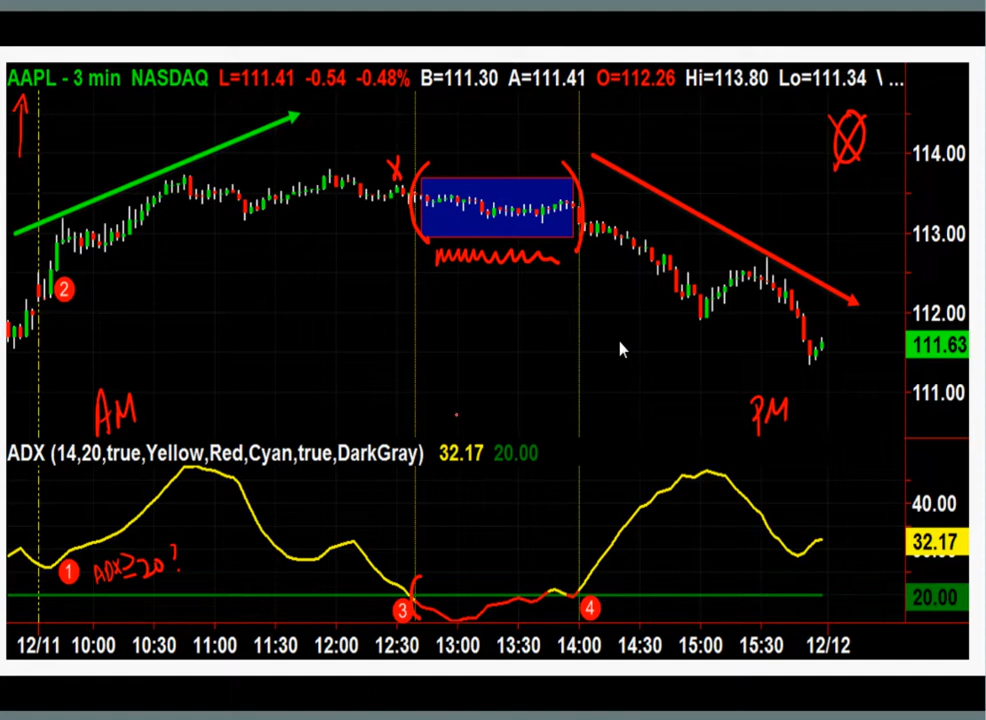 AAPL - 3 min NASDAQ L=111.41 -0.54 -0.48% B=111.30 A=111.41 O=112.26 Hi=113.80 Lo=111.34 \ ...
X
114.00
113.00
2
112.00
111.63
111.00
AM
PM
ADX (14,20,true,Yellow,Red,Cyan,true,DarkGray) 32.17 20.00
40.00
32.17
1 ADX≥20?
20.00
3
4
12/11 10:00 10:30 11:00 11:30 12:00 12:30 13:00 13:30 14:00 14:30 15:00 15:30 12/12